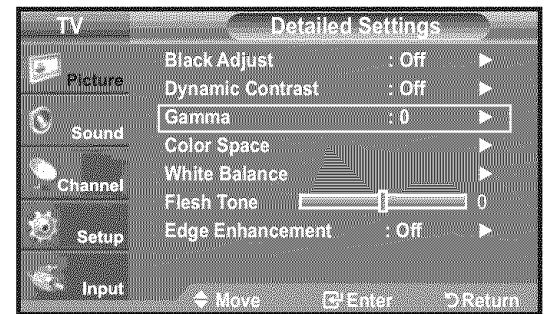 TV
Detailed Settings
Picture
Sound
Channel
Setup
Input
Black Adjust : Off
Dynamic Contrast : Off
Gamma : 0
Color Space
White Balance
Flesh Tone 0
Edge Enhancement : Off
Move Enter Return